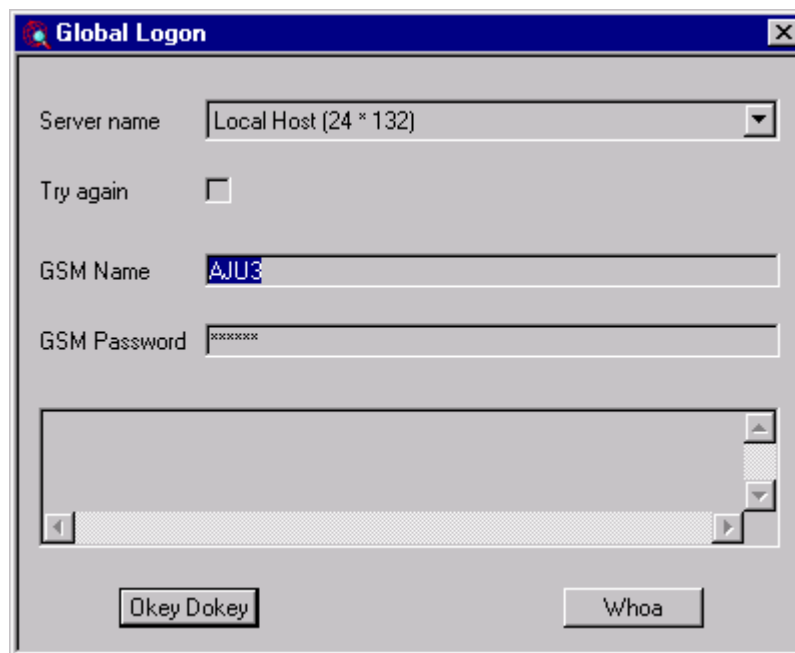 Global Logon
Server name Local Host (24 * 132)
Try again
GSM Name AJU3
GSM Password ******
Okey Dokey Whoa